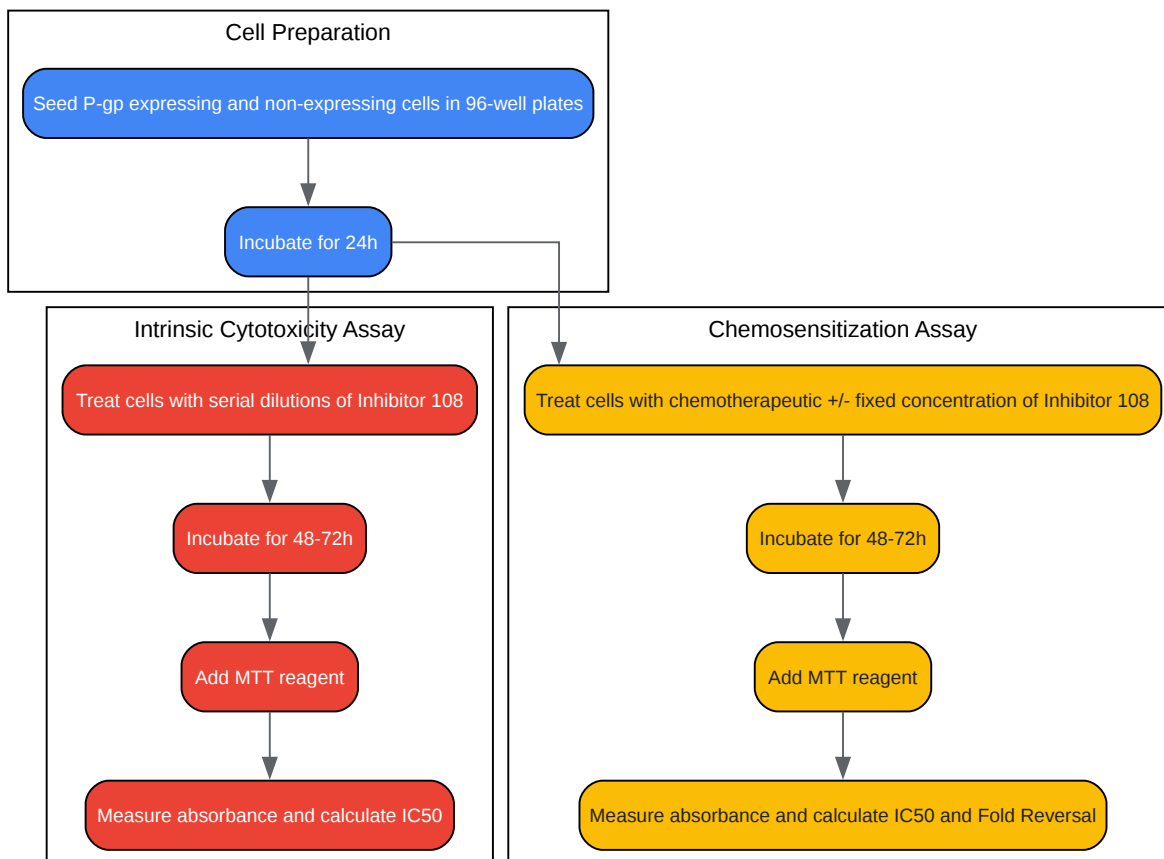 Cell Preparation
Seed P-gp expressing and non-expressing cells in 96-well plates
Incubate for 24h
Intrinsic Cytotoxicity Assay
Treat cells with serial dilutions of Inhibitor 108
Incubate for 48-72h
Add MTT reagent
Measure absorbance and calculate IC50
Chemosensitization Assay
Treat cells with chemotherapeutic +/- fixed concentration of Inhibitor 108
Incubate for 48-72h
Add MTT reagent
Measure absorbance and calculate IC50 and Fold Reversal